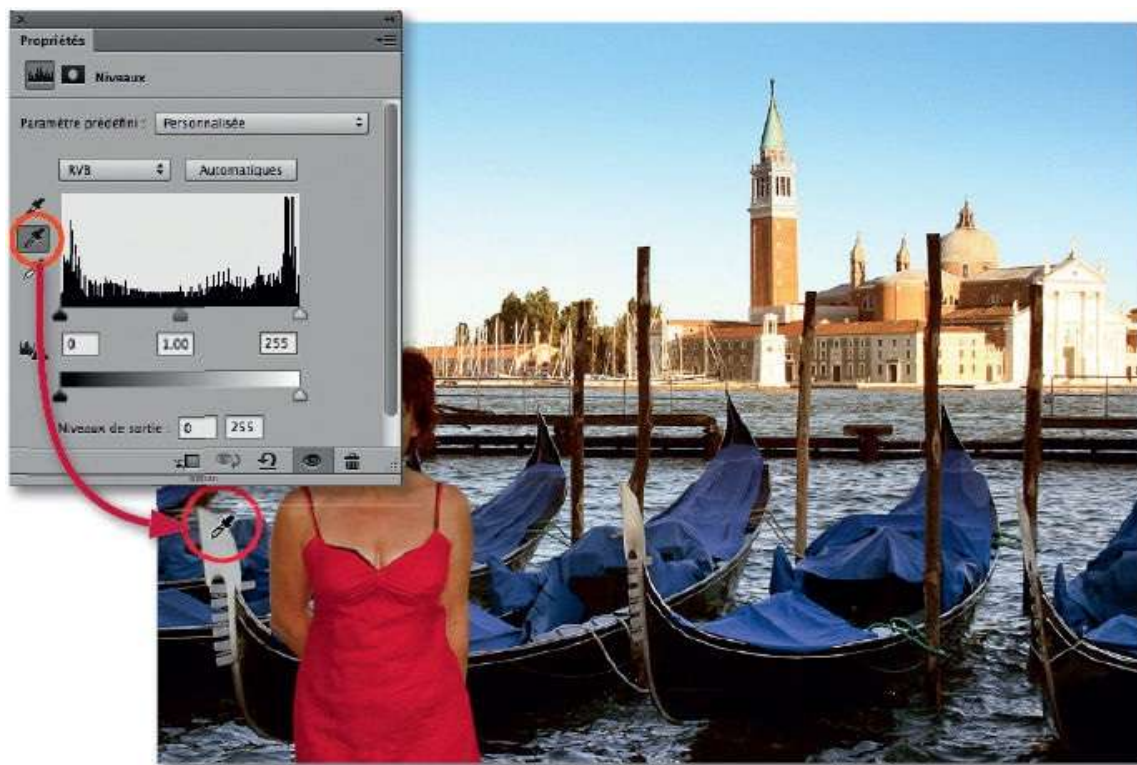 Propriétés
Niveaux
Paramètre prédéfini : Personnalisée
RVB Automatiques
0 1.00 255
Niveaux de sortie : 0 255